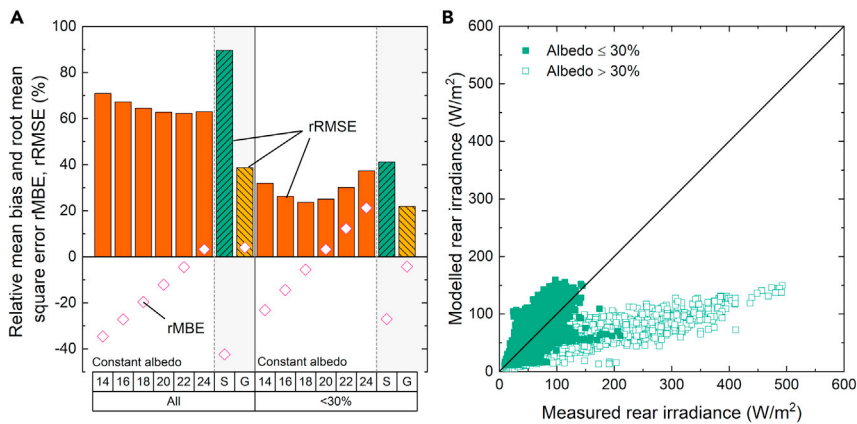 A
Relative mean bias and root mean
square error rMBE, rRMSE (%)
100
80
60
40
20
0
-20
-40
rRMSE
rMBE
Constant albedo
Constant albedo
14 16 18 20 22 24 S G 14 16 18 20 22 24 S G
All <30%
B
Modelled rear irradiance (W/m²)
600
500
400
300
200
100
0
Albedo ≤ 30%
Albedo > 30%
0 100 200 300 400 500 600
Measured rear irradiance (W/m²)